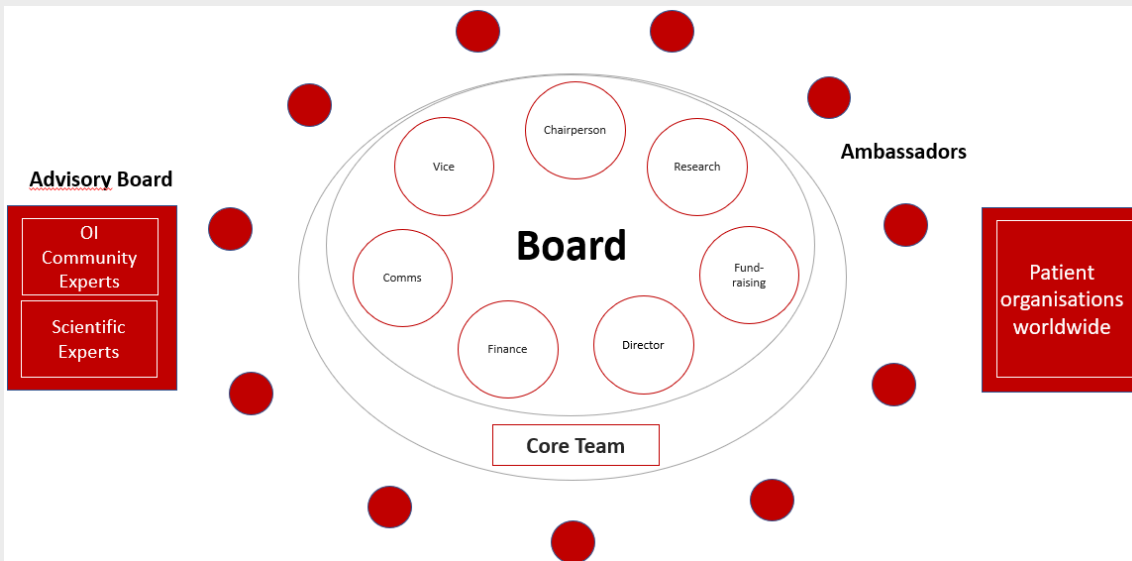 Chairperson
Vice
Research
Ambassadors
Advisory Board
OI
Community
Experts
Scientific
Experts
Board
Comms
Fund-
raising
Finance
Director
Core Team
Patient
organisations
worldwide